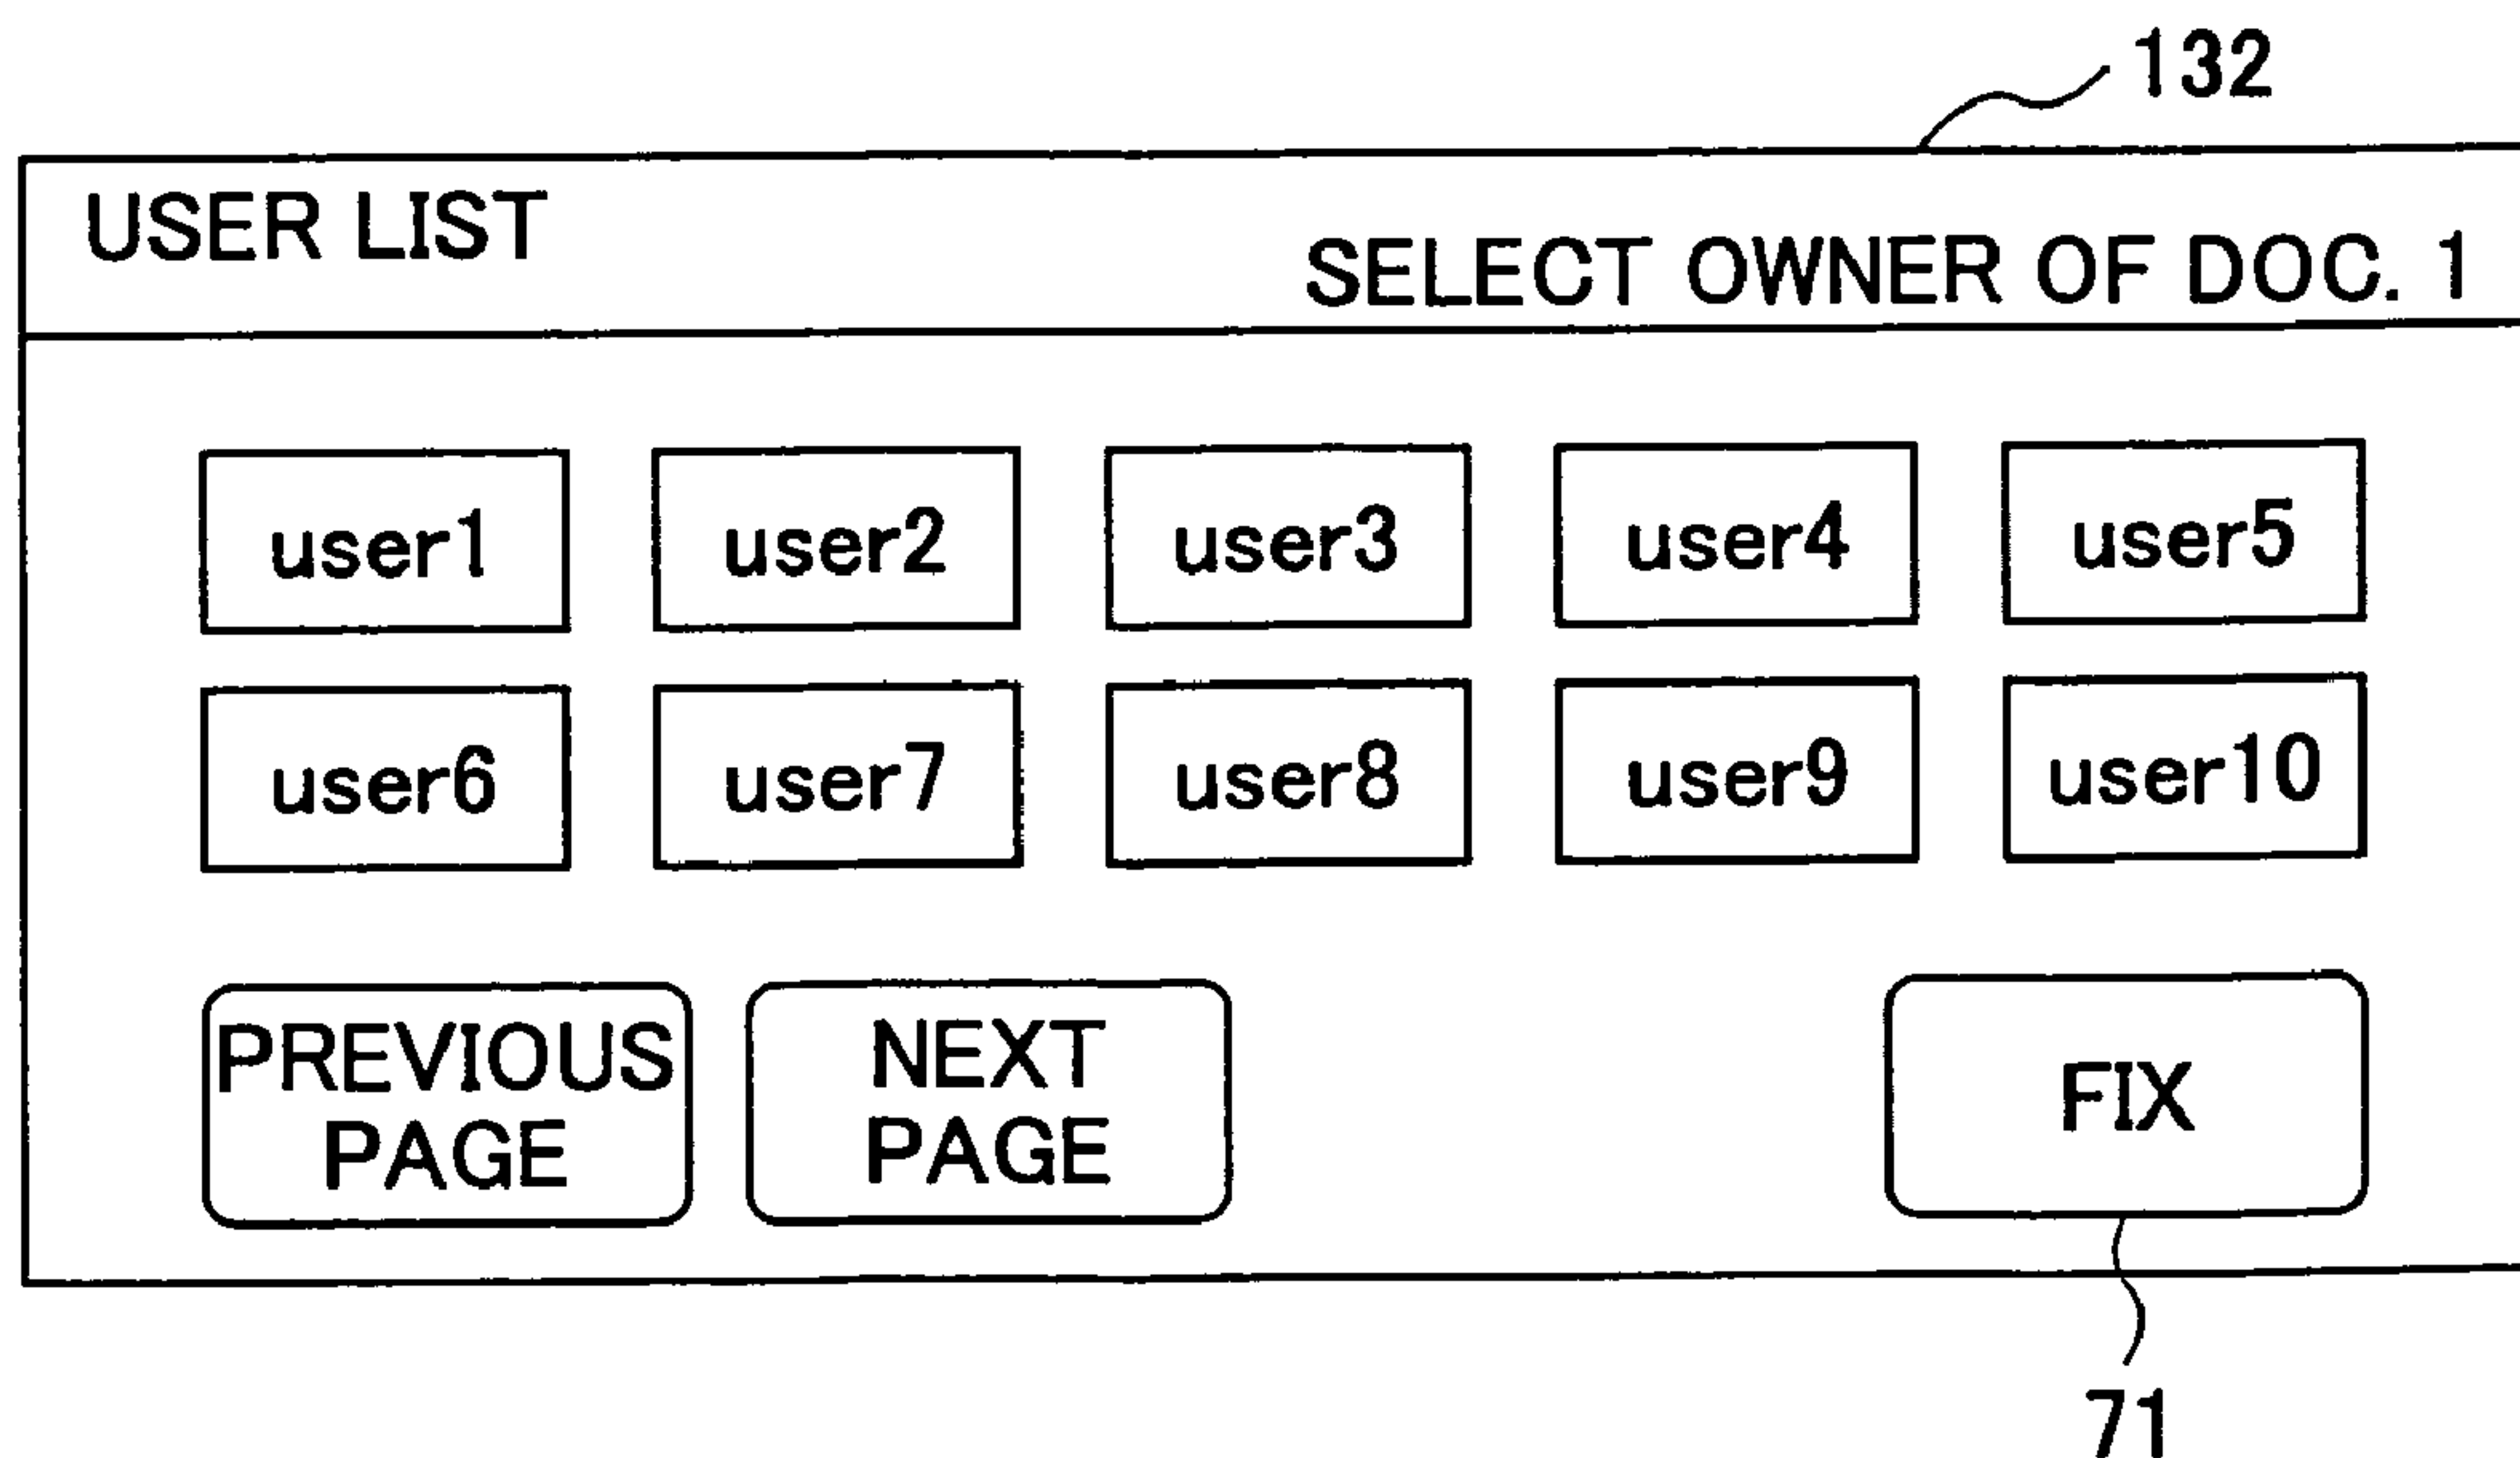 132
USER LIST
SELECT OWNER OF DOC. 1
user1 user2 user3 user4 user5
user6 user7 user8 user9 user10
PREVIOUS
PAGE
NEXT
PAGE
FIX
71